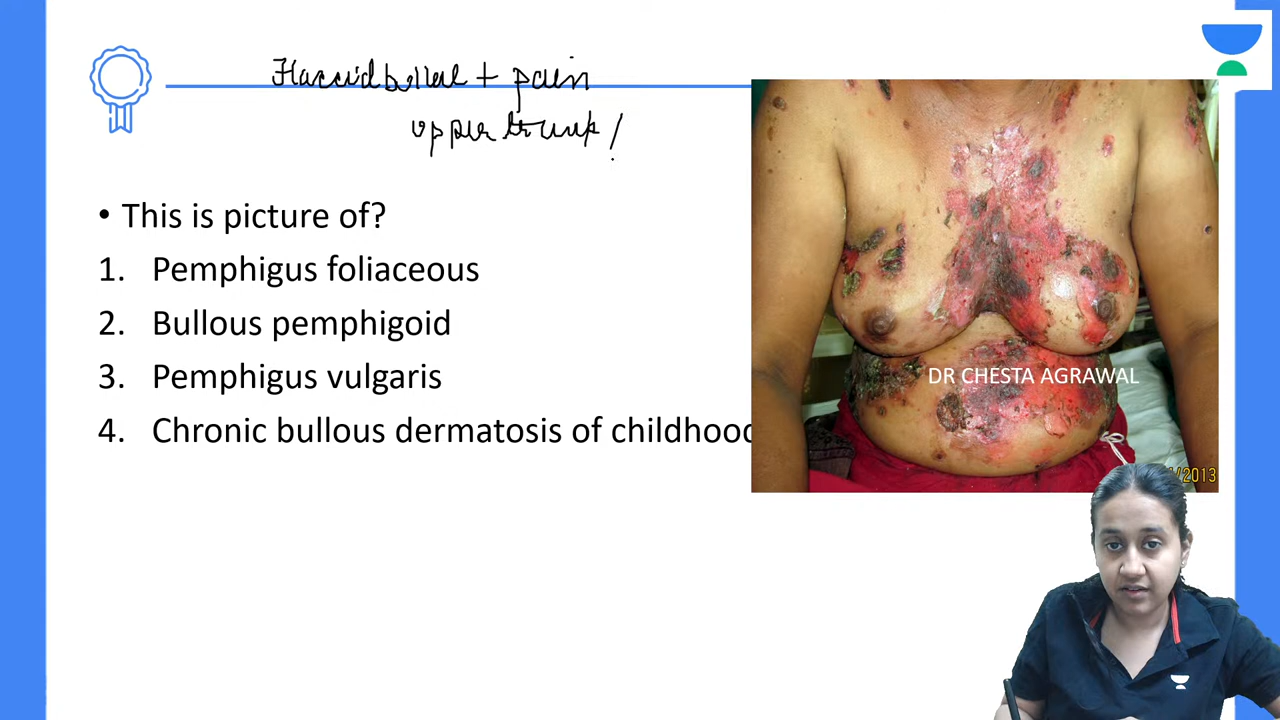 Flaccid bullae + pain
upper trunk /
• This is picture of?
1. Pemphigus foliaceous
2. Bullous pemphigoid
3. Pemphigus vulgaris
4. Chronic bullous dermatosis of childhood
DR CHESTA AGRAWAL
/2013